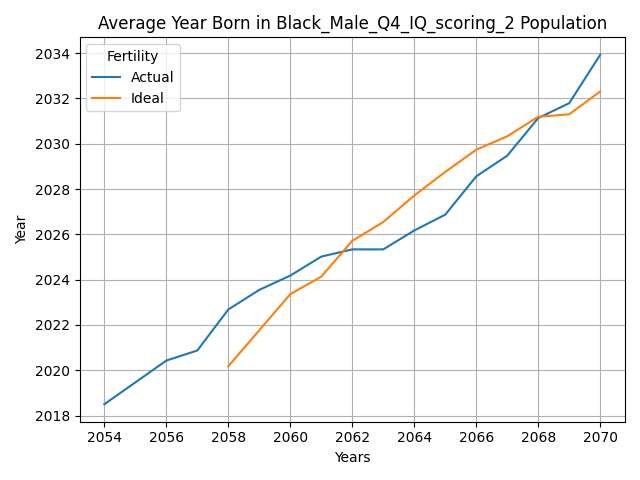 Average Year Born in Black_Male_Q4_IQ_scoring_2 Population
Fertility
Actual
Ideal
Year
2034
2032
2030
2028
2026
2024
2022
2020
2018
2054 2056 2058 2060 2062 2064 2066 2068 2070
Years